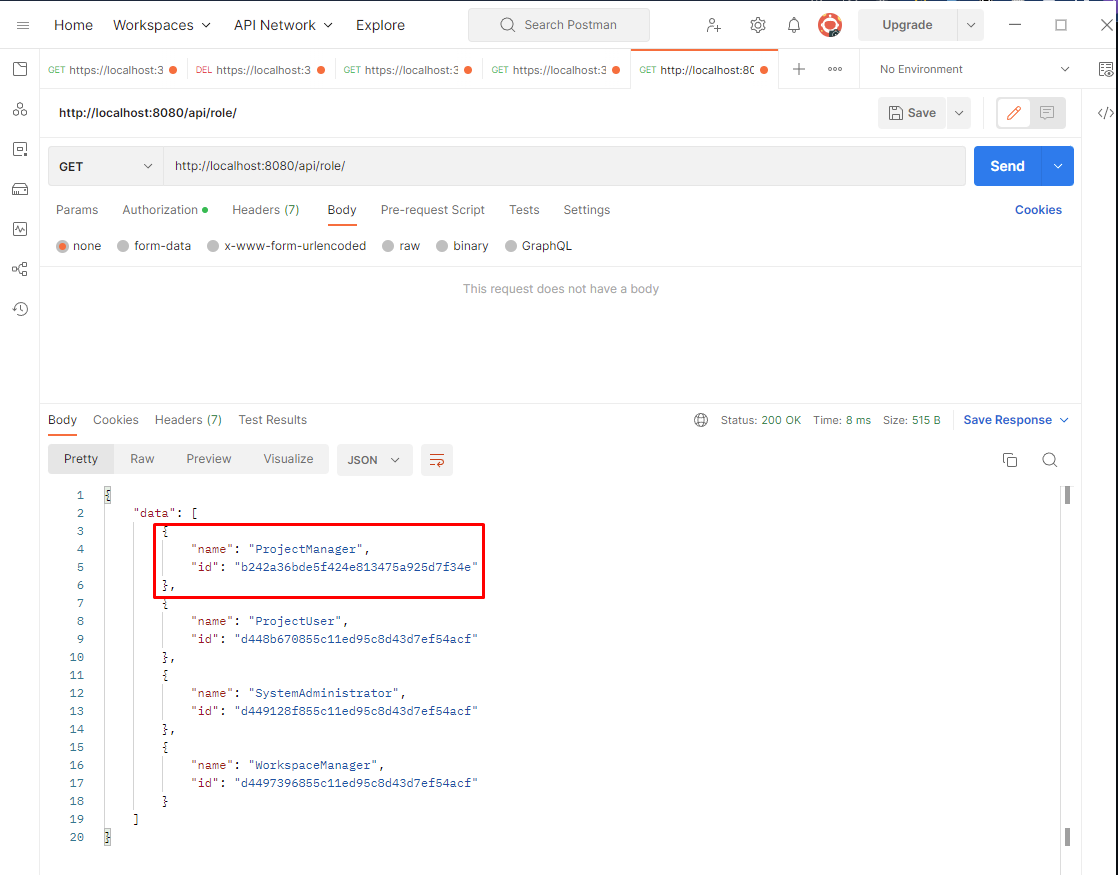 Home Workspaces API Network Explore Search Postman Upgrade
GET https://localhost:3 DEL https://localhost:3 GET https://localhost:3 GET https://localhost:3 GET http://localhost:80 + ooo No Environment
http://localhost:8080/api/role/ Save </>
GET http://localhost:8080/api/role/ Send
Params Authorization Headers (7) Body Pre-request Script Tests Settings Cookies
none form-data x-www-form-urlencoded raw binary GraphQL
This request does not have a body
Body Cookies Headers (7) Test Results Status: 200 OK Time: 8 ms Size: 515 B Save Response
Pretty Raw Preview Visualize JSON
1 {
2 "data": [
3 {
4 "name": "ProjectManager",
5 "id": "b242a36bde5f424e813475a925d7f34e"
6 },
7 {
8 "name": "ProjectUser",
9 "id": "d448b670855c11ed95c8d43d7ef54acf"
10 },
11 {
12 "name": "SystemAdministrator",
13 "id": "d449128f855c11ed95c8d43d7ef54acf"
14 },
15 {
16 "name": "WorkspaceManager",
17 "id": "d4497396855c11ed95c8d43d7ef54acf"
18 }
19 ]
20 }